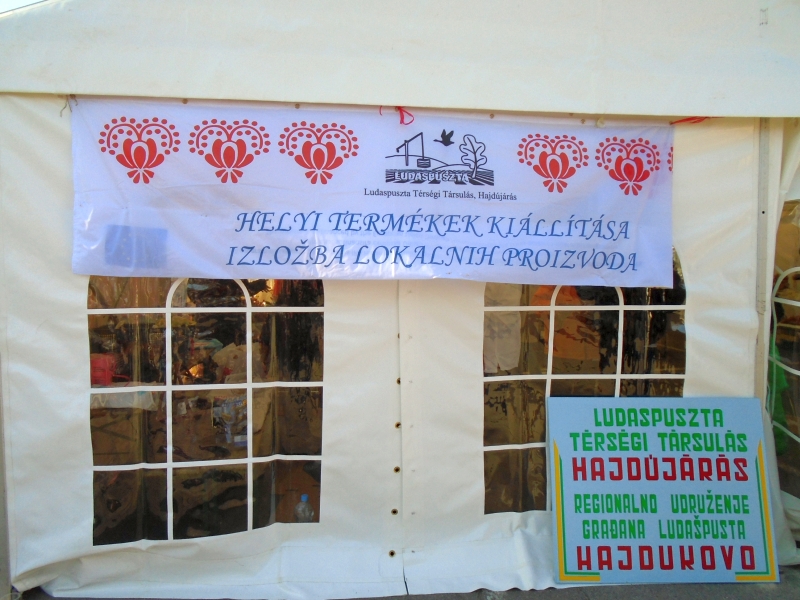 LUDASPUSZTA
Ludaspuszta Térségi Társulás, Hajdújárás
HELYI TERMÉKEK KIÁLLÍTÁSA
IZLOŽBA LOKALNIH PROIZVODA
LUDASPUSZTA
TÉRSÉGI TÁRSULÁS
HAJDÚJÁRÁS
REGIONALNO UDRUŽENJE
GRAĐANA LUDAŠPUSTA
HAJDUKOVO